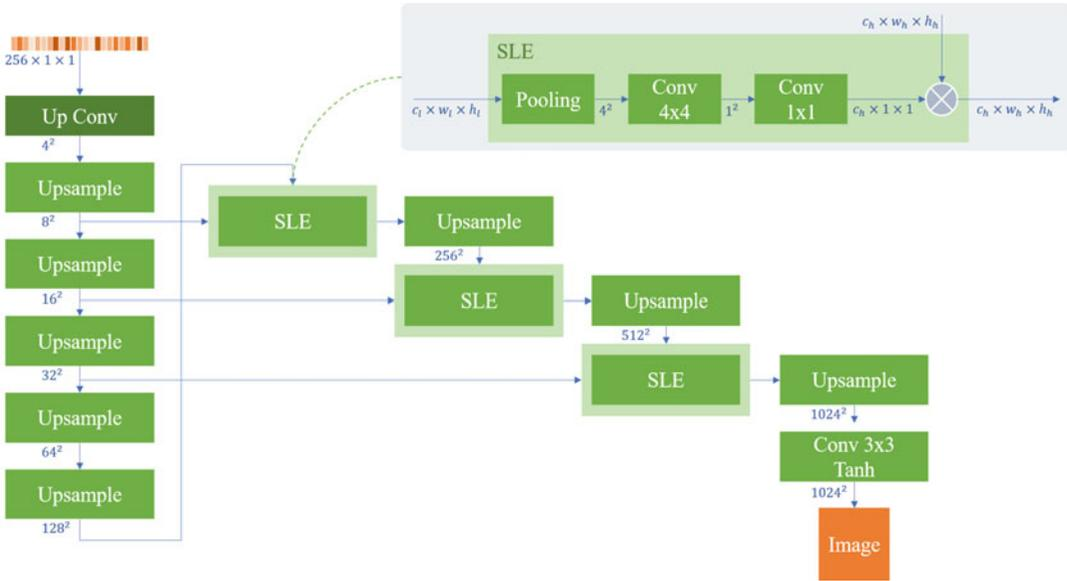 256 × 1 × 1
Up Conv
4²
Upsample
8²
Upsample
16²
Upsample
32²
Upsample
64²
Upsample
128²
SLE
Upsample
256²
SLE
Upsample
512²
SLE
Upsample
1024²
Conv 3x3
Tanh
1024²
Image
SLE
c_l × w_l × h_l
Pooling
4²
Conv
4x4
1²
Conv
1x1
c_h × 1 × 1
c_h × w_h × h_h
c_h × w_h × h_h